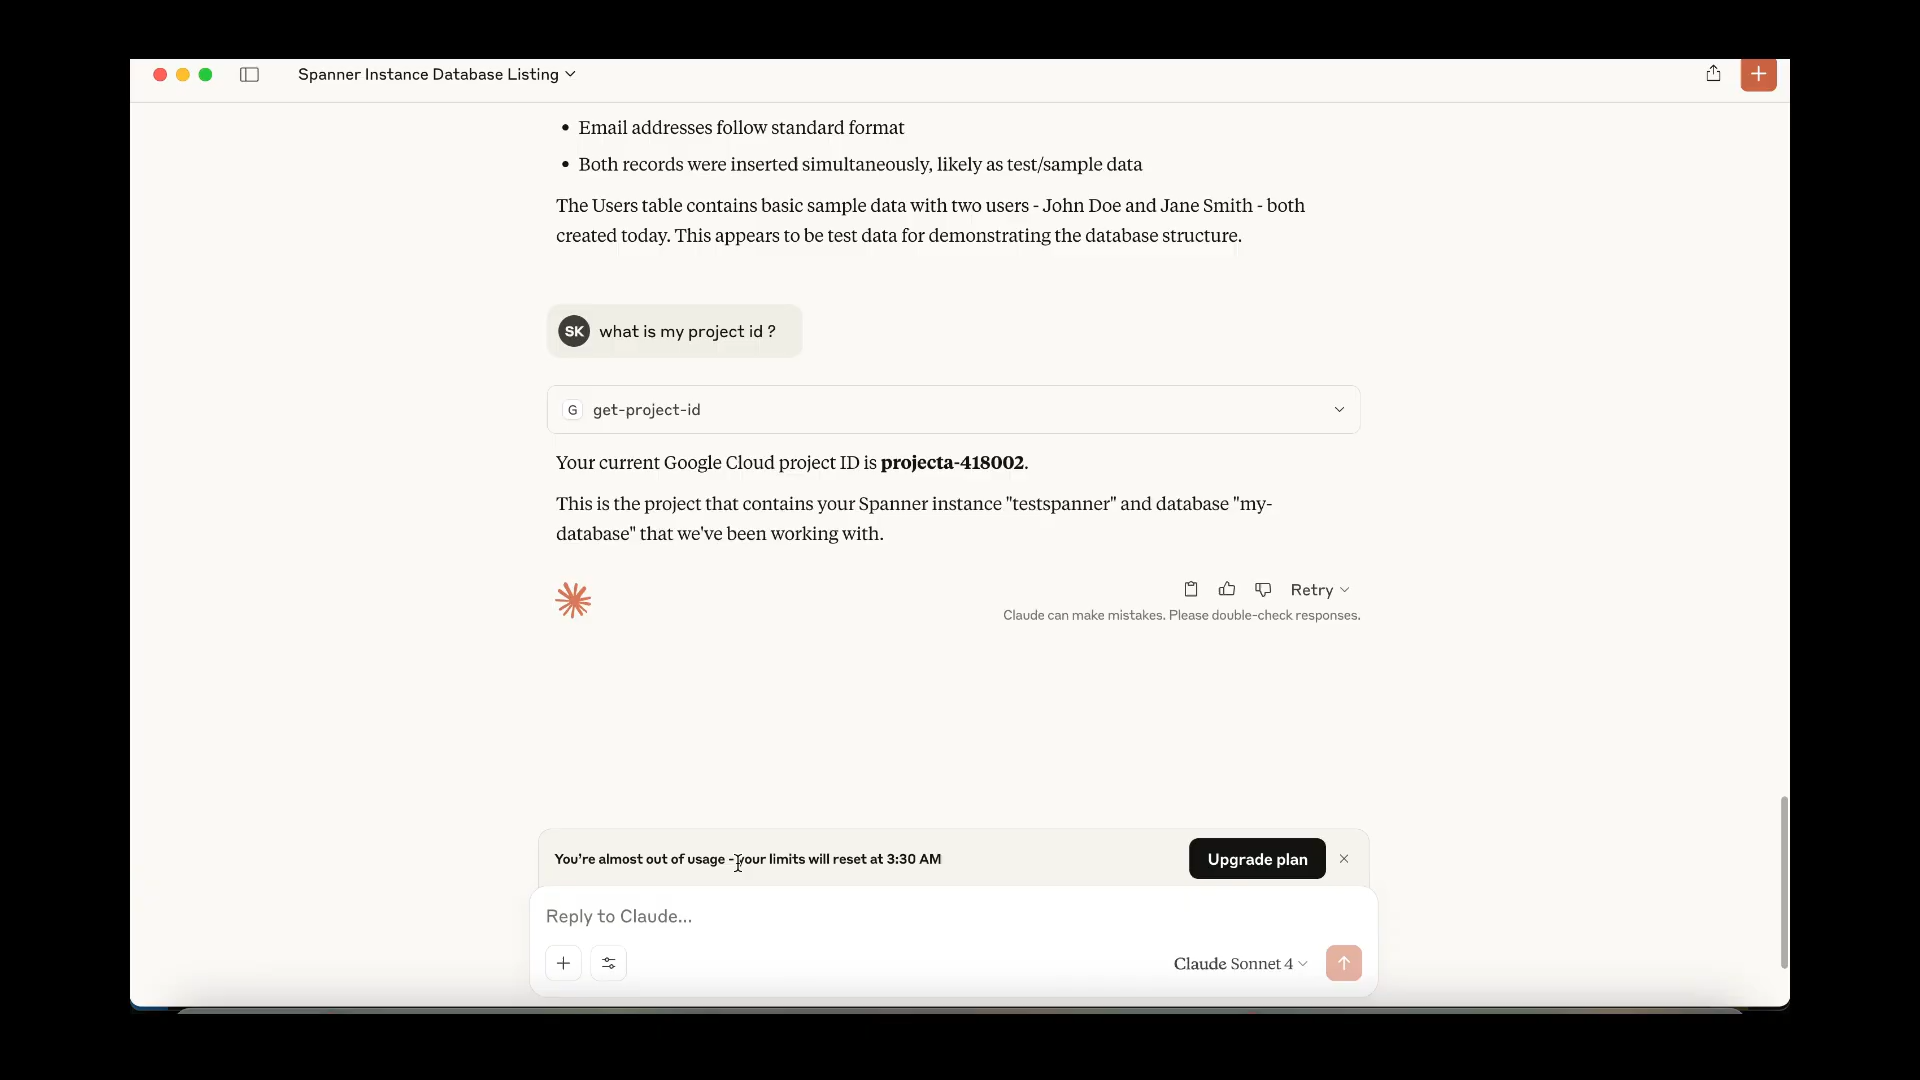 Spanner Instance Database Listing
• Email addresses follow standard format
• Both records were inserted simultaneously, likely as test/sample data
The Users table contains basic sample data with two users - John Doe and Jane Smith - both
created today. This appears to be test data for demonstrating the database structure.
SK what is my project id ?
G get-project-id
Your current Google Cloud project ID is projecta-418002.
This is the project that contains your Spanner instance "testspanner" and database "my-
database" that we've been working with.
Retry
Claude can make mistakes. Please double-check responses.
You're almost out of usage - your limits will reset at 3:30 AM
Upgrade plan
Reply to Claude...
Claude Sonnet 4